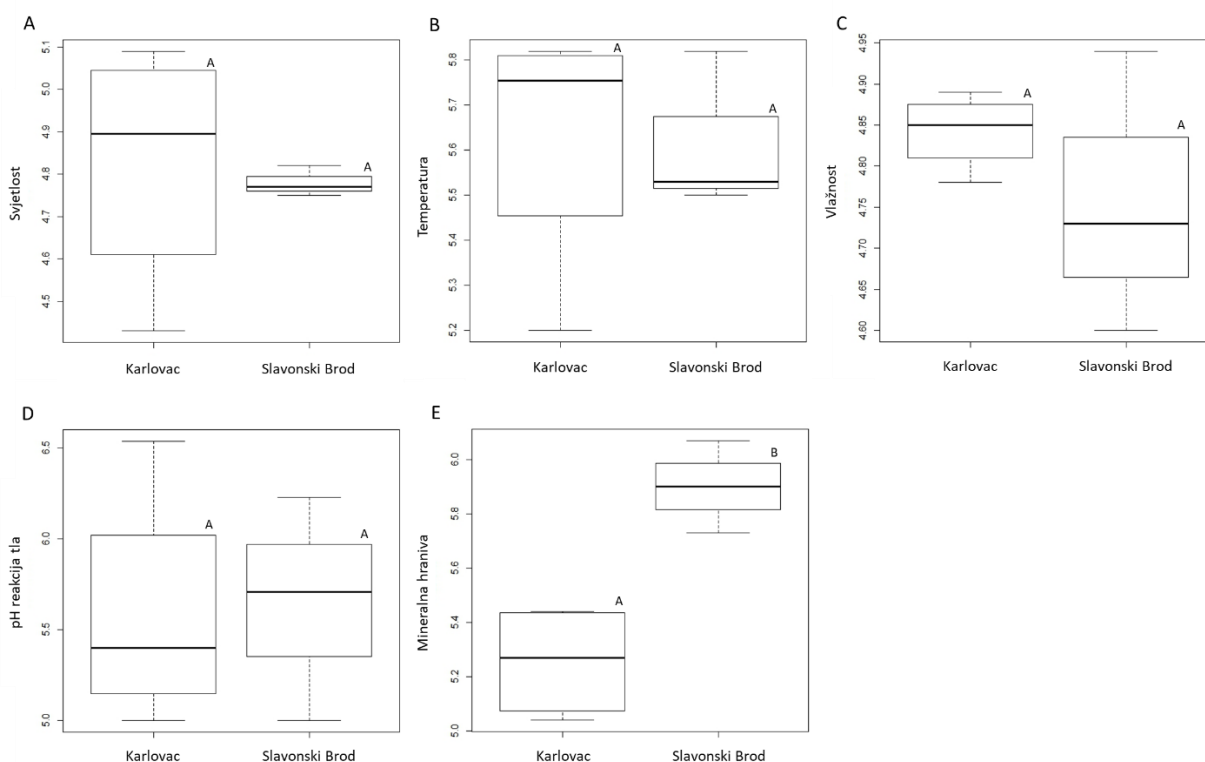 A
Svjetlost
5.1
5.0
4.9
4.8
4.7
4.6
4.5
A
A
Karlovac
Slavonski Brod
B
Temperatura
5.8
5.7
5.6
5.5
5.4
5.3
5.2
A
A
Karlovac
Slavonski Brod
C
Vlažnost
4.95
4.90
4.85
4.80
4.75
4.70
4.65
4.60
A
A
Karlovac
Slavonski Brod
D
pH reakcija tla
6.5
6.0
5.5
5.0
A
A
Karlovac
Slavonski Brod
E
Mineralna hraniva
6.0
5.8
5.6
5.4
5.2
5.0
A
B
Karlovac
Slavonski Brod